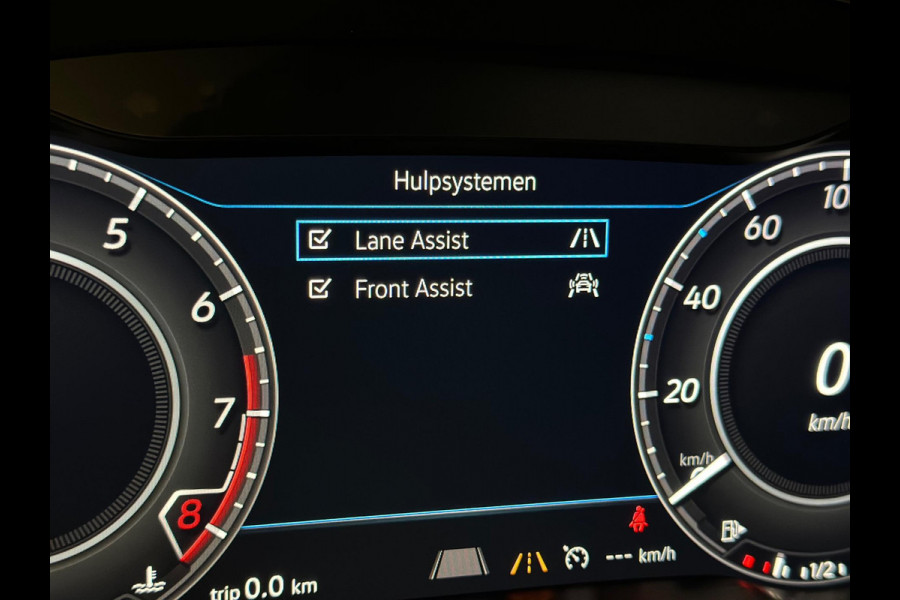 Hulpsystemen
Lane Assist
Front Assist
5
6
7
8
100
60
40
20
0
km/h
km/h
trip 0.0 km
--- km/h
1/2